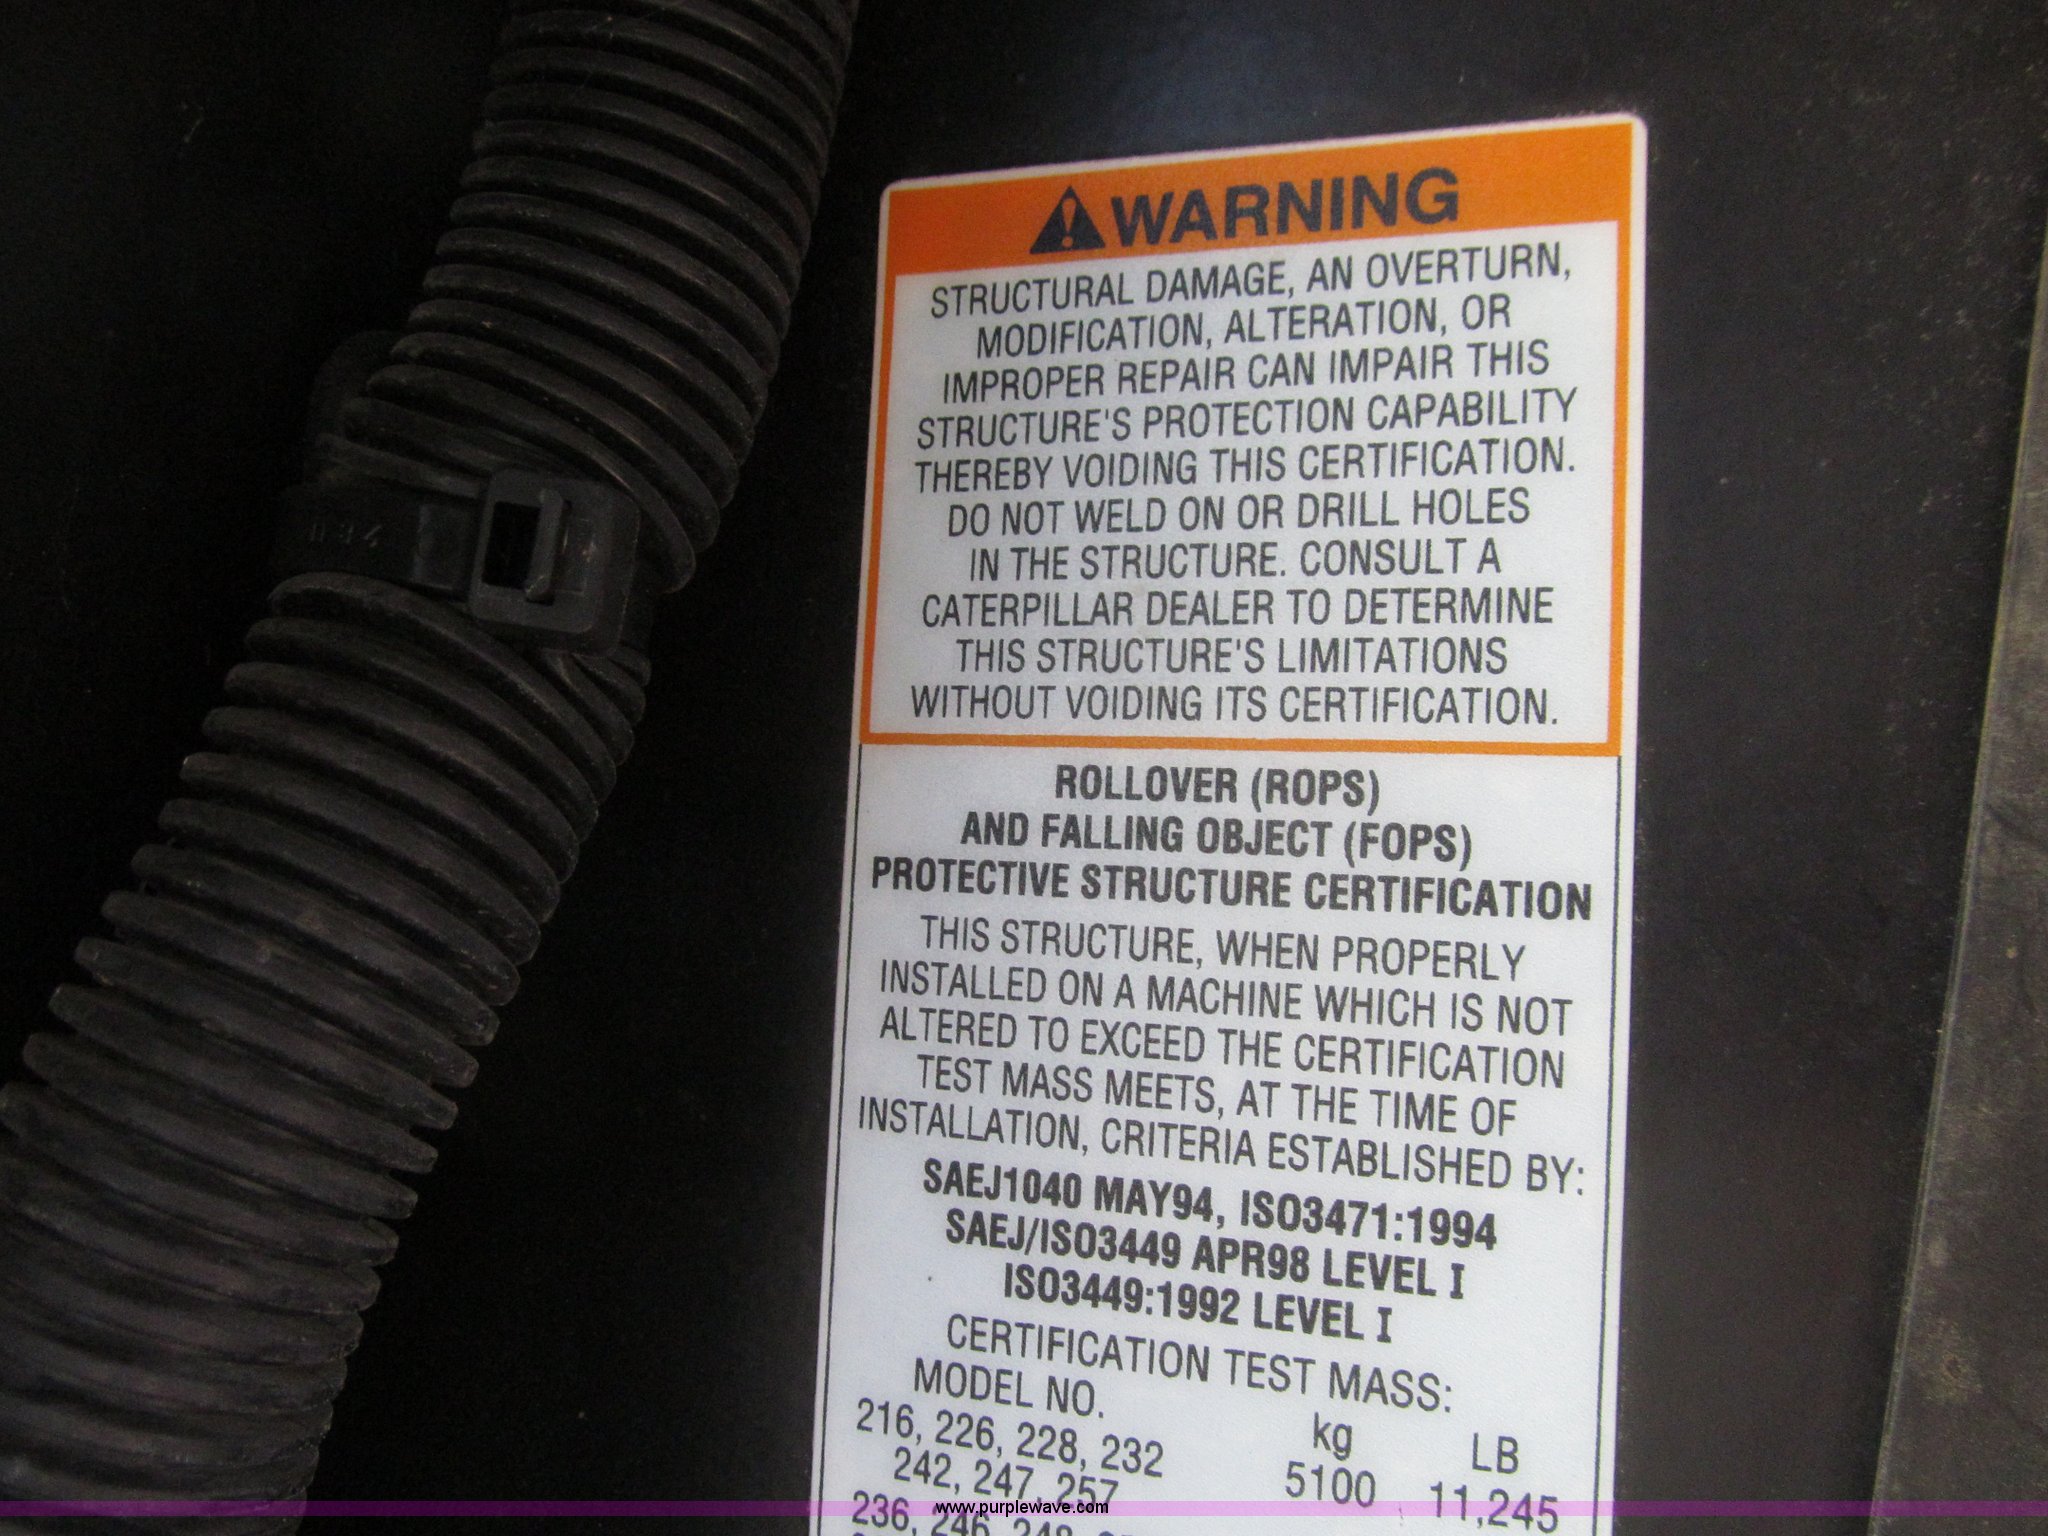 WARNING
STRUCTURAL DAMAGE, AN OVERTURN,
MODIFICATION, ALTERATION, OR
IMPROPER REPAIR CAN IMPAIR THIS
STRUCTURE'S PROTECTION CAPABILITY
THEREBY VOIDING THIS CERTIFICATION.
DO NOT WELD ON OR DRILL HOLES
IN THE STRUCTURE. CONSULT A
CATERPILLAR DEALER TO DETERMINE
THIS STRUCTURE'S LIMITATIONS
WITHOUT VOIDING ITS CERTIFICATION.
ROLLOVER (ROPS)
AND FALLING OBJECT (FOPS)
PROTECTIVE STRUCTURE CERTIFICATION
THIS STRUCTURE, WHEN PROPERLY
INSTALLED ON A MACHINE WHICH IS NOT
ALTERED TO EXCEED THE CERTIFICATION
TEST MASS MEETS, AT THE TIME OF
INSTALLATION, CRITERIA ESTABLISHED BY:
SAEJ1040 MAY94, ISO3471:1994
SAEJ/ISO3449 APR98 LEVEL I
ISO3449:1992 LEVEL I
CERTIFICATION TEST MASS:
MODEL NO. kg LB
216, 226, 228, 232 5100 11,245
242, 247, 257
236, 246, 248,
www.purplewave.com